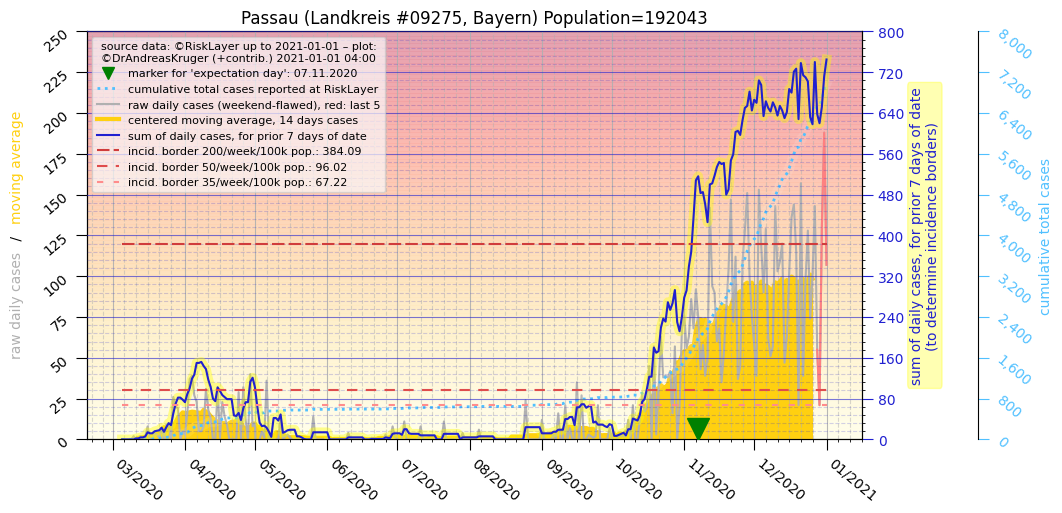 Passau (Landkreis #09275, Bayern) Population=192043
source data: ©RiskLayer up to 2021-01-01 – plot:
©DrAndreasKruger (+contrib.) 2021-01-01 04:00
marker for 'expectation day': 07.11.2020
cumulative total cases reported at RiskLayer
raw daily cases (weekend-flawed), red: last 5
centered moving average, 14 days cases
sum of daily cases, for prior 7 days of date
incid. border 200/week/100k pop.: 384.09
incid. border 50/week/100k pop.: 96.02
incid. border 35/week/100k pop.: 67.22
raw daily cases / moving average
250
225
200
175
150
125
100
75
50
25
0
03/2020
04/2020
05/2020
06/2020
07/2020
08/2020
09/2020
10/2020
11/2020
12/2020
01/2021
800
720
640
560
480
400
320
240
160
80
0
sum of daily cases, for prior 7 days of date
(to determine incidence borders)
8,000
7,200
6,400
5,600
4,800
4,000
3,200
2,400
1,600
800
0
cumulative total cases